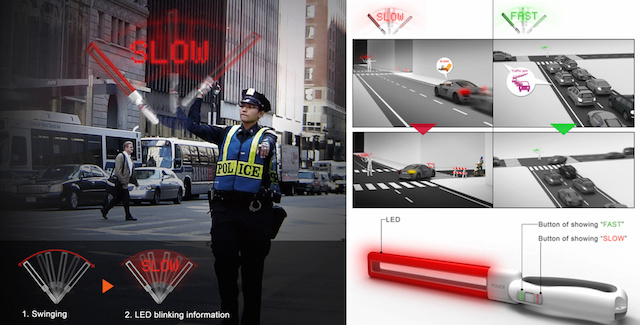 SLOW
POLICE
1. Swinging
SLOW
2. LED blinking information
SLOW
FAST
LED
Button of showing "FAST"
Button of showing "SLOW"
POLICE